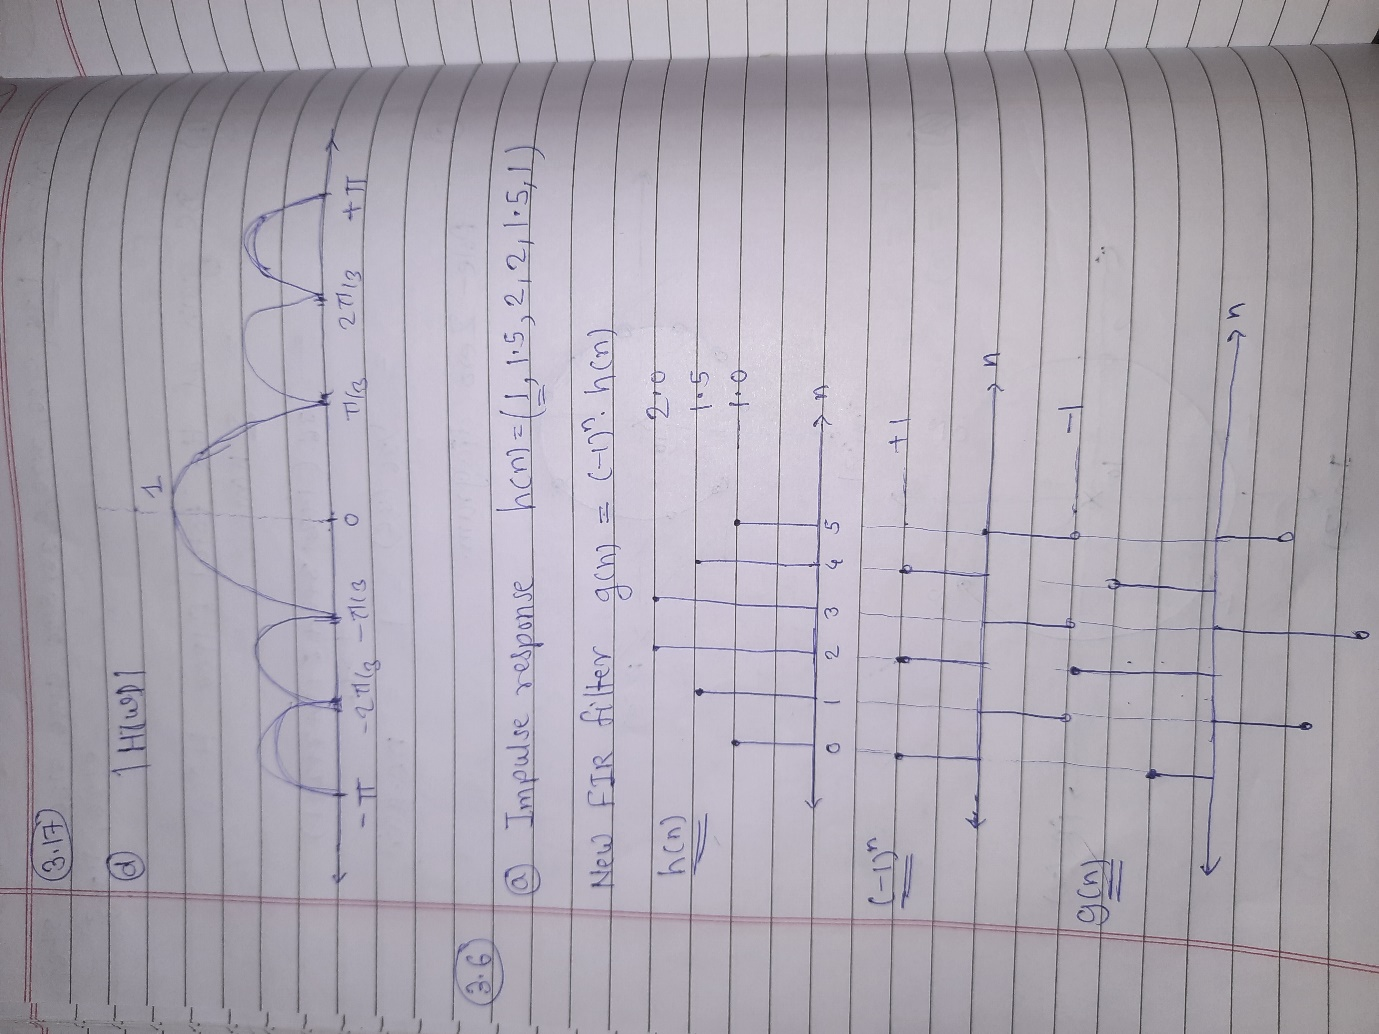 3.17
d |H(ω)|
1
-π -2π/3 -π/3 0 π/3 2π/3 +π
3.6 a Impulse response h(n) = (1, 1.5, 2, 2, 1.5, 1)
New FIR filter g(n) = (-1)ⁿ. h(n)
h(n)
2.0
1.5
1.0
n
0 1 2 3 4 5
(-1)ⁿ
+1
n
-1
g(n)
n